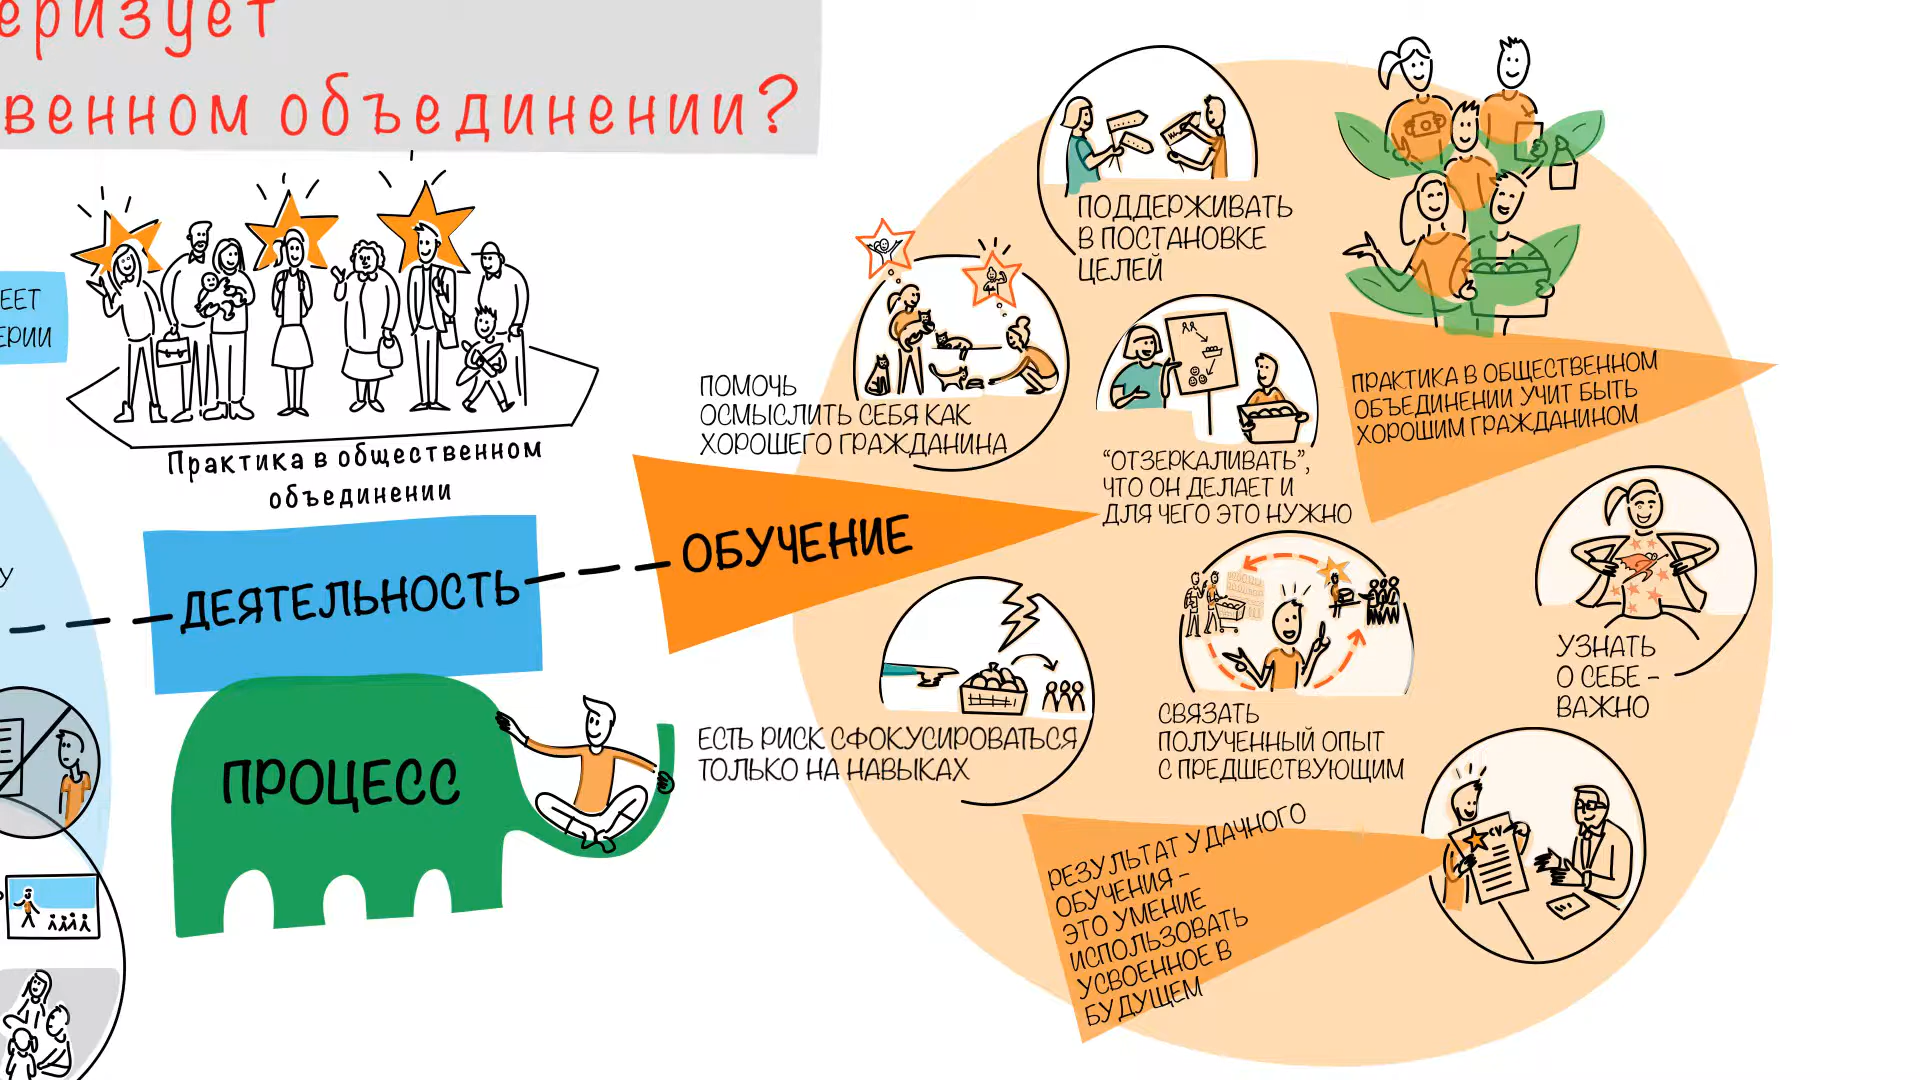 еризует
венном объединении?
ЕЕТ
ЕРИИ
У
Практика в общественном
объединении
ДЕЯТЕЛЬНОСТЬ
ОБУЧЕНИЕ
ПРОЦЕСС
ПОДДЕРЖИВАТЬ
В ПОСТАНОВКЕ
ЦЕЛЕЙ
ПОМОЧЬ
ОСМЫСЛИТЬ СЕБЯ КАК
ХОРОШЕГО ГРАЖДАНИНА
"ОТЗЕРКАЛИВАТЬ",
ЧТО ОН ДЕЛАЕТ И
ДЛЯ ЧЕГО ЭТО НУЖНО
ПРАКТИКА В ОБЩЕСТВЕННОМ
ОБЪЕДИНЕНИИ УЧИТ БЫТЬ
ХОРОШИМ ГРАЖДАНИНОМ
ЕСТЬ РИСК СФОКУСИРОВАТЬСЯ
ТОЛЬКО НА НАВЫКАХ
СВЯЗАТЬ
ПОЛУЧЕННЫЙ ОПЫТ
С ПРЕДШЕСТВУЮЩИМ
УЗНАТЬ
О СЕБЕ -
ВАЖНО
РЕЗУЛЬТАТ УДАЧНОГО
ОБУЧЕНИЯ -
ЭТО УМЕНИЕ
ИСПОЛЬЗОВАТЬ
УСВОЕННОЕ В
БУДУЩЕМ
CV